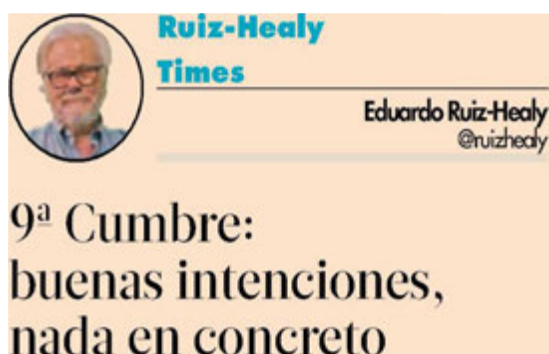 Ruiz-Healy
Times
Eduardo Ruiz-Healy
@ruizhealy
9ª Cumbre:
buenas intenciones,
nada en concreto